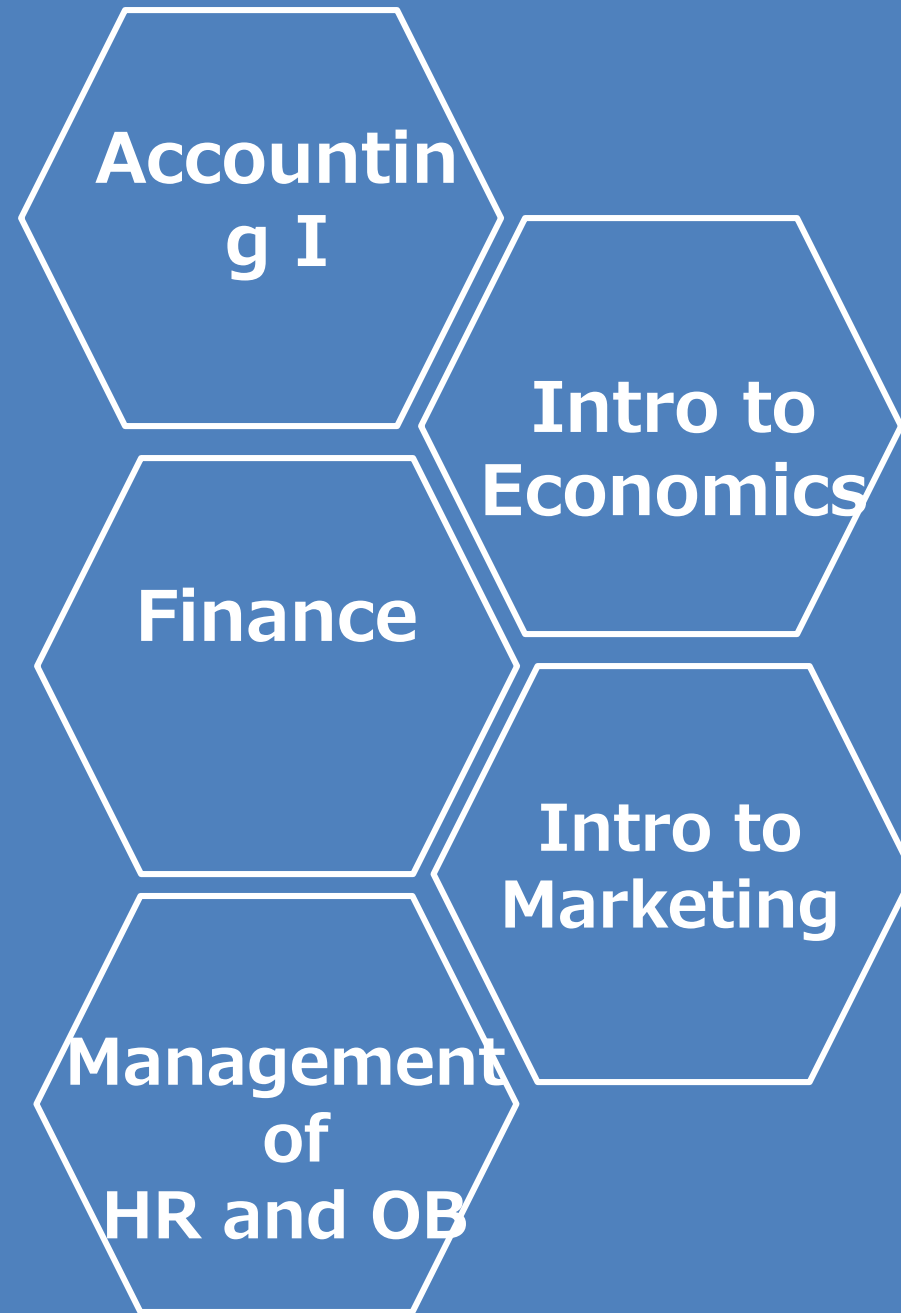 Accountin
g I
Intro to
Economics
Finance
Intro to
Marketing
Management
of
HR and OB